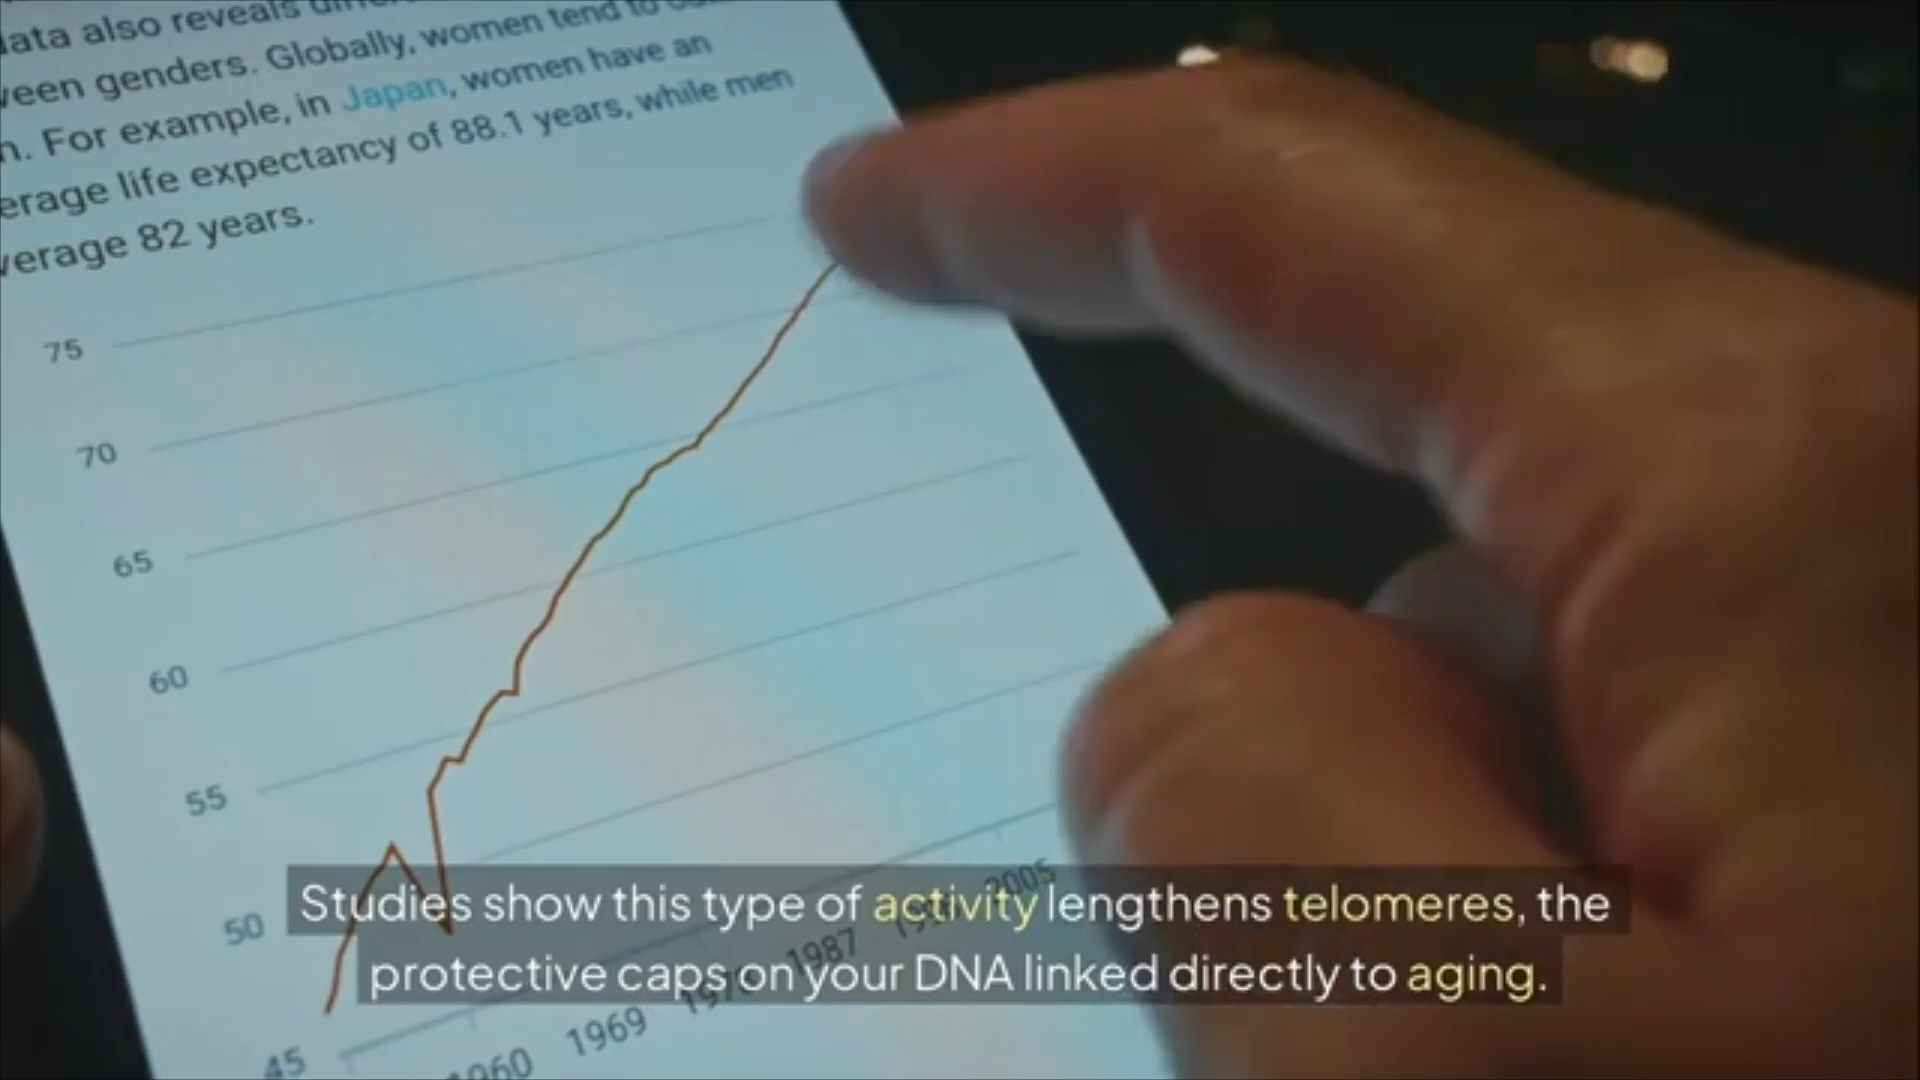 data also reveals
ween genders. Globally, women tend to
n. For example, in Japan, women have an
erage life expectancy of 88.1 years, while men
verage 82 years.
75
70
65
60
55
50
45
1960
1969
1987
2005
Studies show this type of activity lengthens telomeres, the
protective caps on your DNA linked directly to aging.